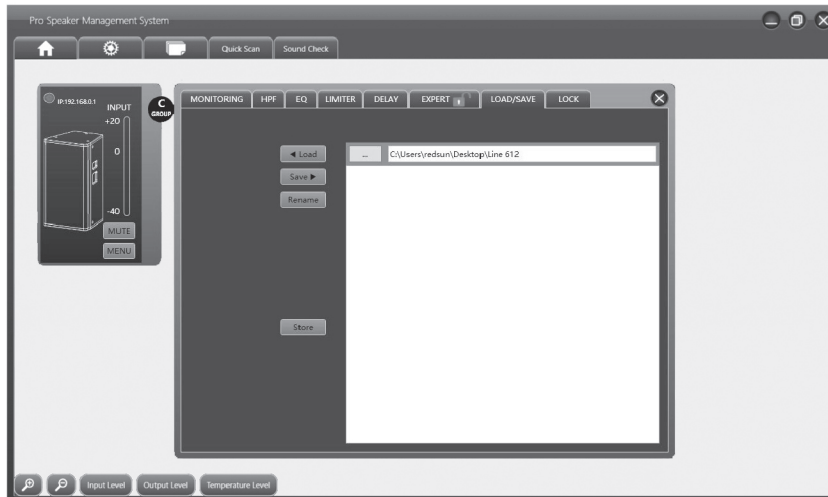 Pro Speaker Management System
Quick Scan
Sound Check
IP:192.168.0.1
INPUT
+20
0
-40
C
GROUP
MUTE
MENU
MONITORING
HPF
EQ
LIMITER
DELAY
EXPERT
LOAD/SAVE
LOCK
Load
...
C:\Users\redsun\Desktop\Line 612
Save
Rename
Store
Input Level
Output Level
Temperature Level